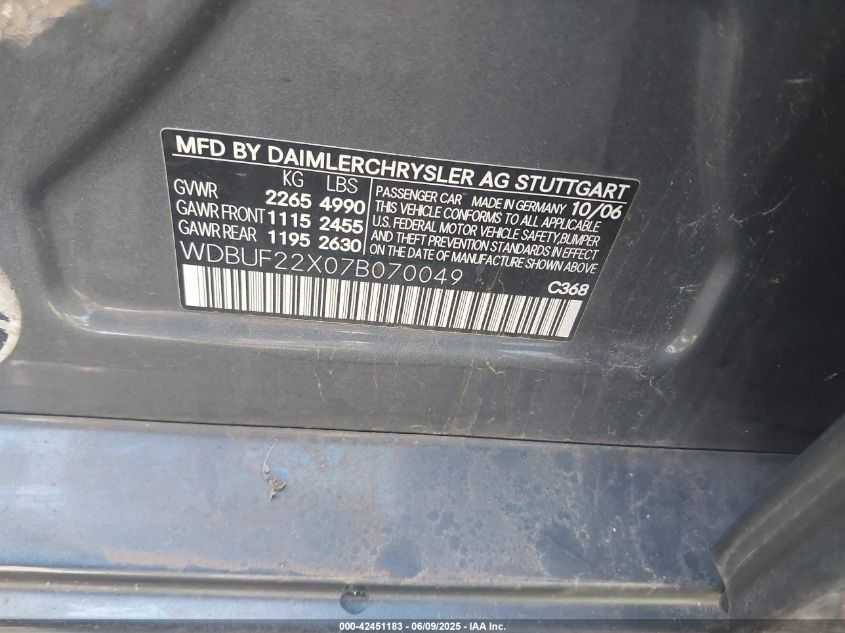 MFD BY DAIMLERCHRYSLER AG STUTTGART
KG LBS
GVWR 2265 4990
GAWR FRONT 1115 2455
GAWR REAR 1195 2630
PASSENGER CAR MADE IN GERMANY 10/06
THIS VEHICLE CONFORMS TO ALL APPLICABLE
U.S. FEDERAL MOTOR VEHICLE SAFETY, BUMPER
AND THEFT PREVENTION STANDARDS IN EFFECT
ON THE DATE OF MANUFACTURE SHOWN ABOVE
WDBUF22X07B070049
C368
000-42451183 - 06/09/2025 - IAA Inc.